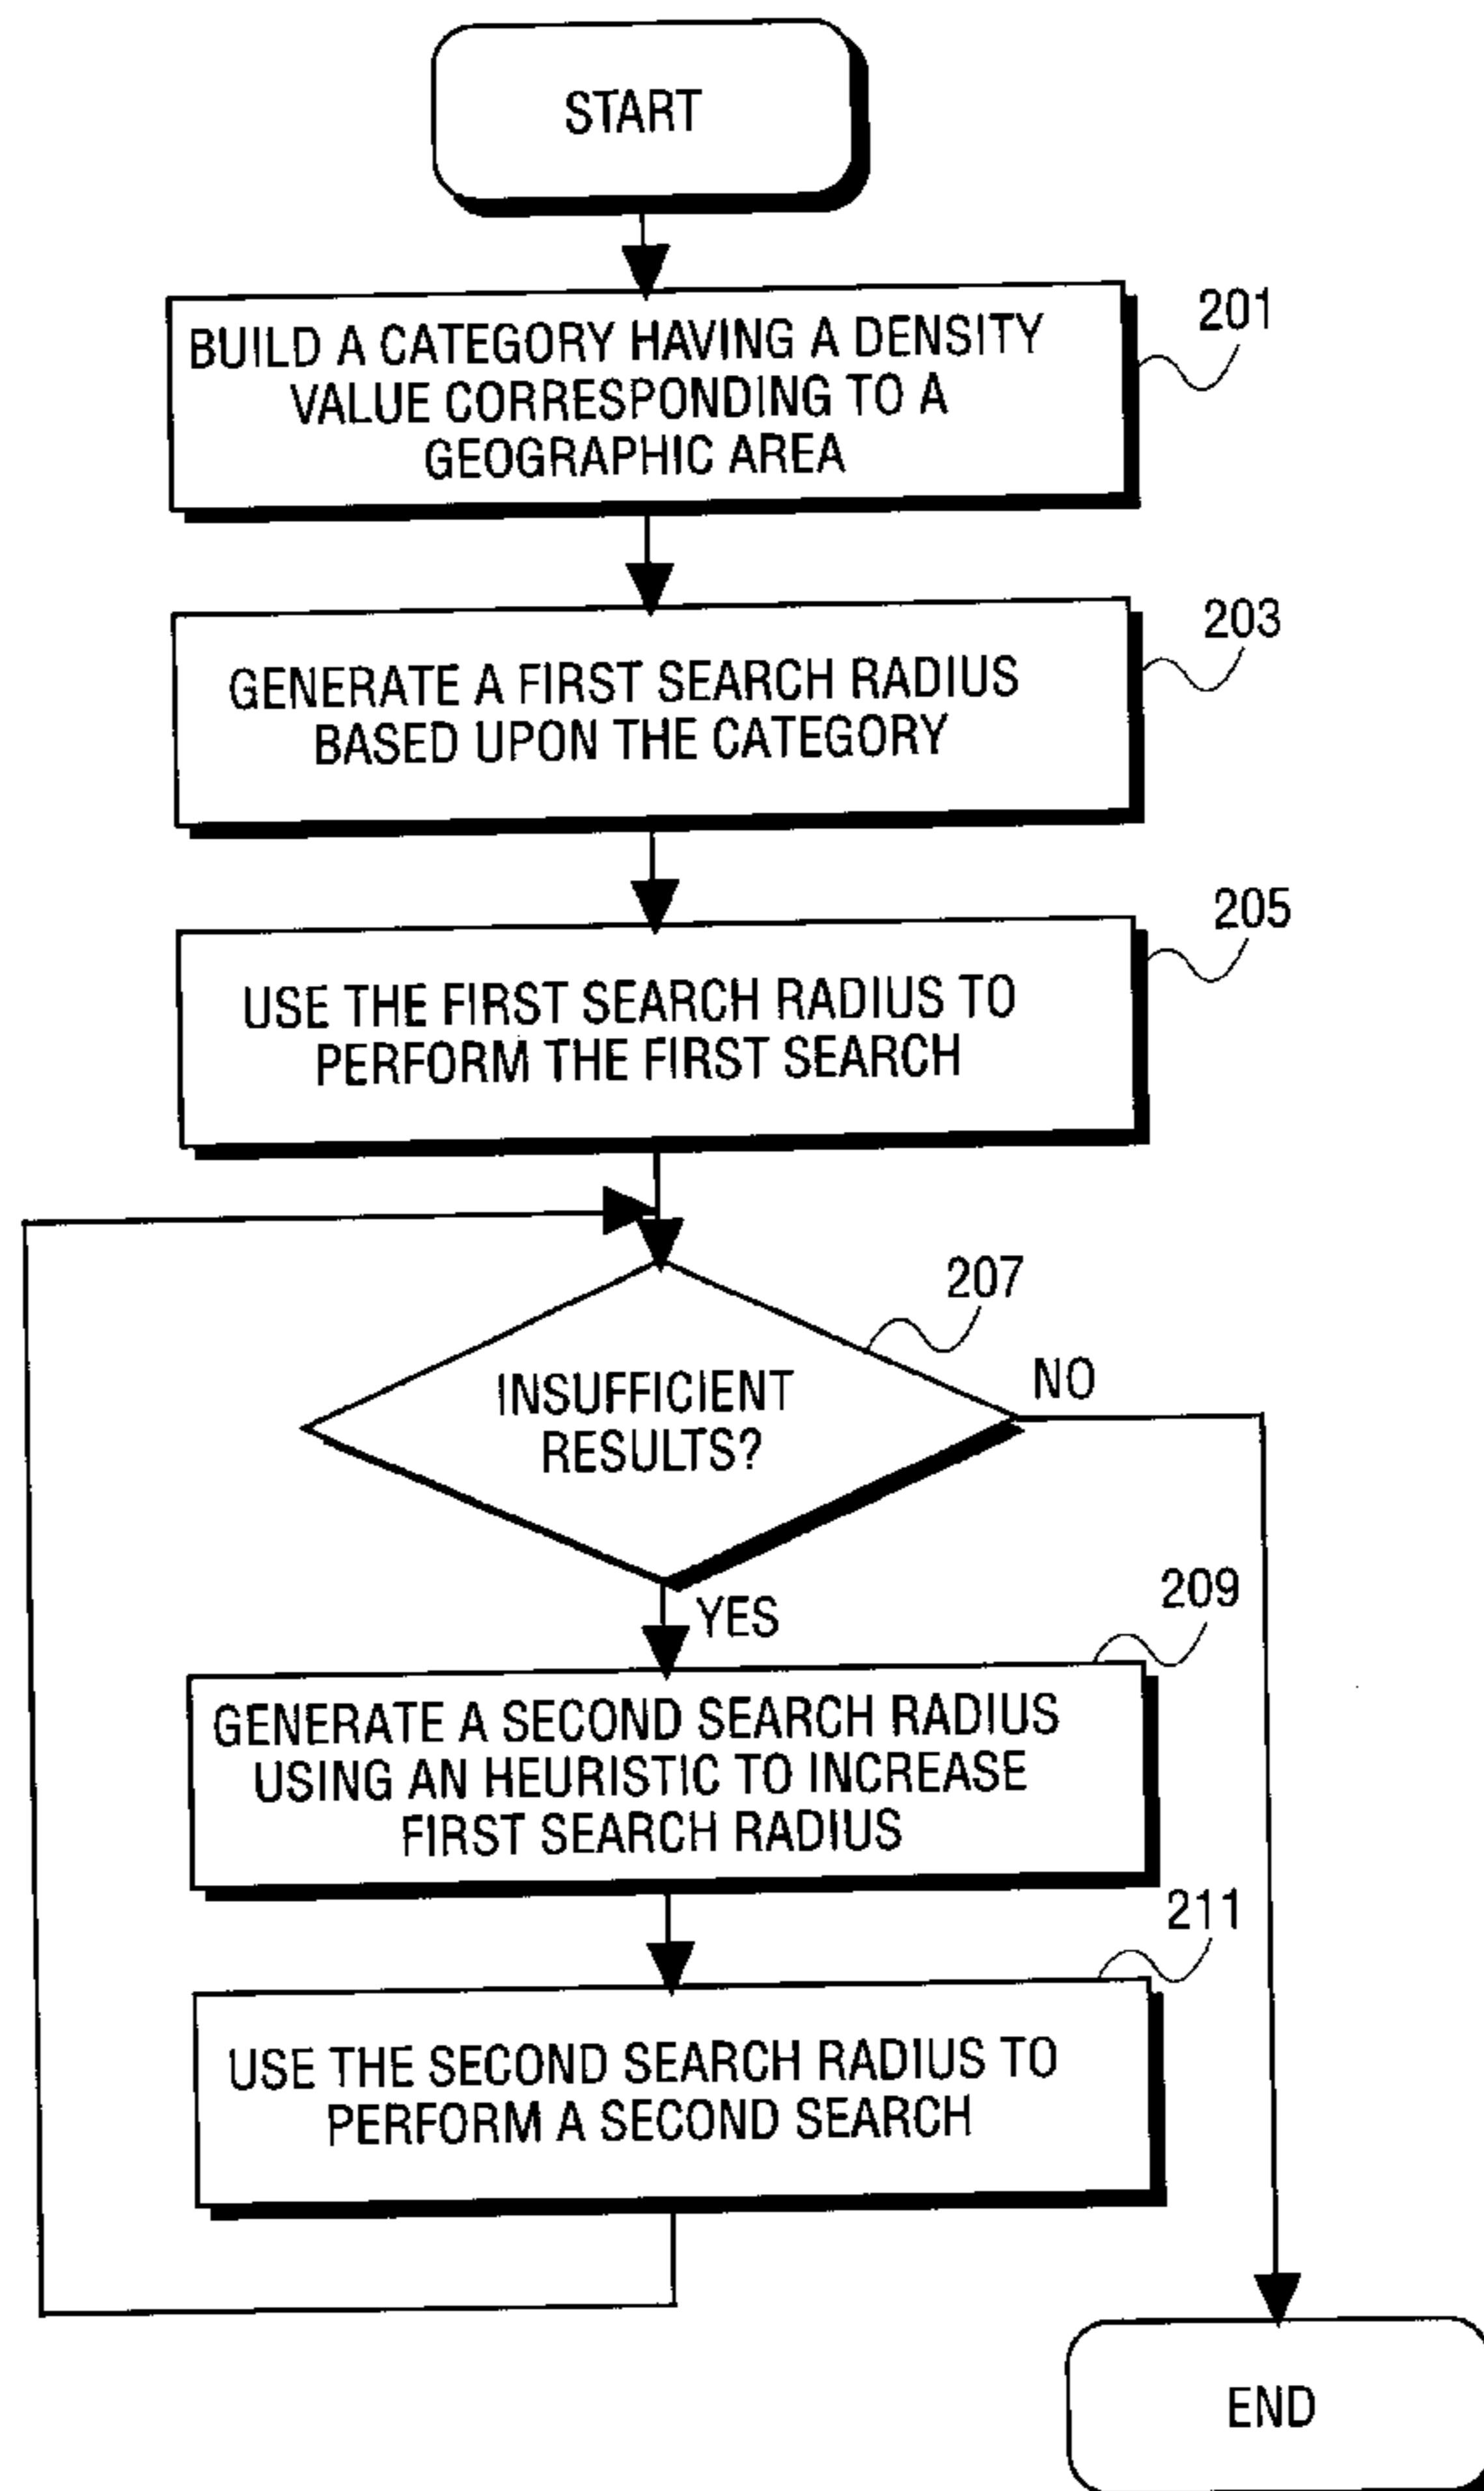 START
BUILD A CATEGORY HAVING A DENSITY
VALUE CORRESPONDING TO A
GEOGRAPHIC AREA
201
GENERATE A FIRST SEARCH RADIUS
BASED UPON THE CATEGORY
203
USE THE FIRST SEARCH RADIUS TO
PERFORM THE FIRST SEARCH
205
INSUFFICIENT
RESULTS?
207
NO
YES
GENERATE A SECOND SEARCH RADIUS
USING AN HEURISTIC TO INCREASE
FIRST SEARCH RADIUS
209
USE THE SECOND SEARCH RADIUS TO
PERFORM A SECOND SEARCH
211
END